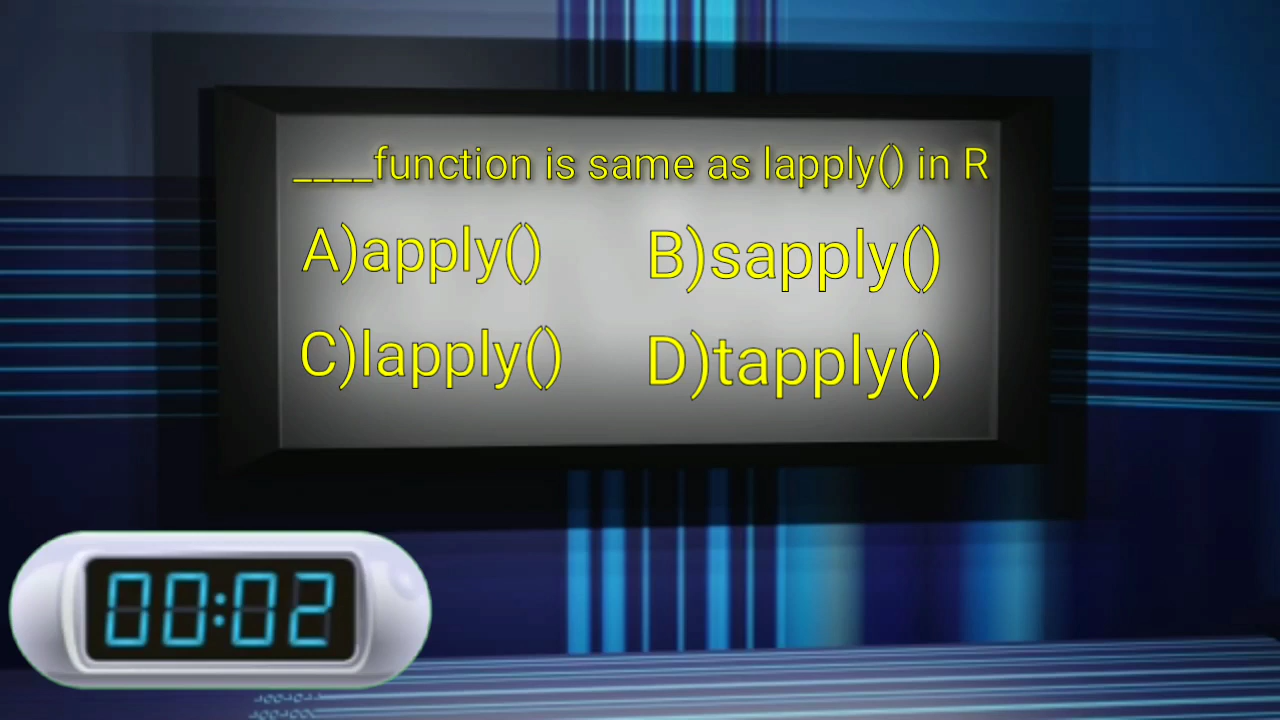 ____function is same as lapply() in R
A)apply() B)sapply()
C)lapply() D)tapply()
00:02